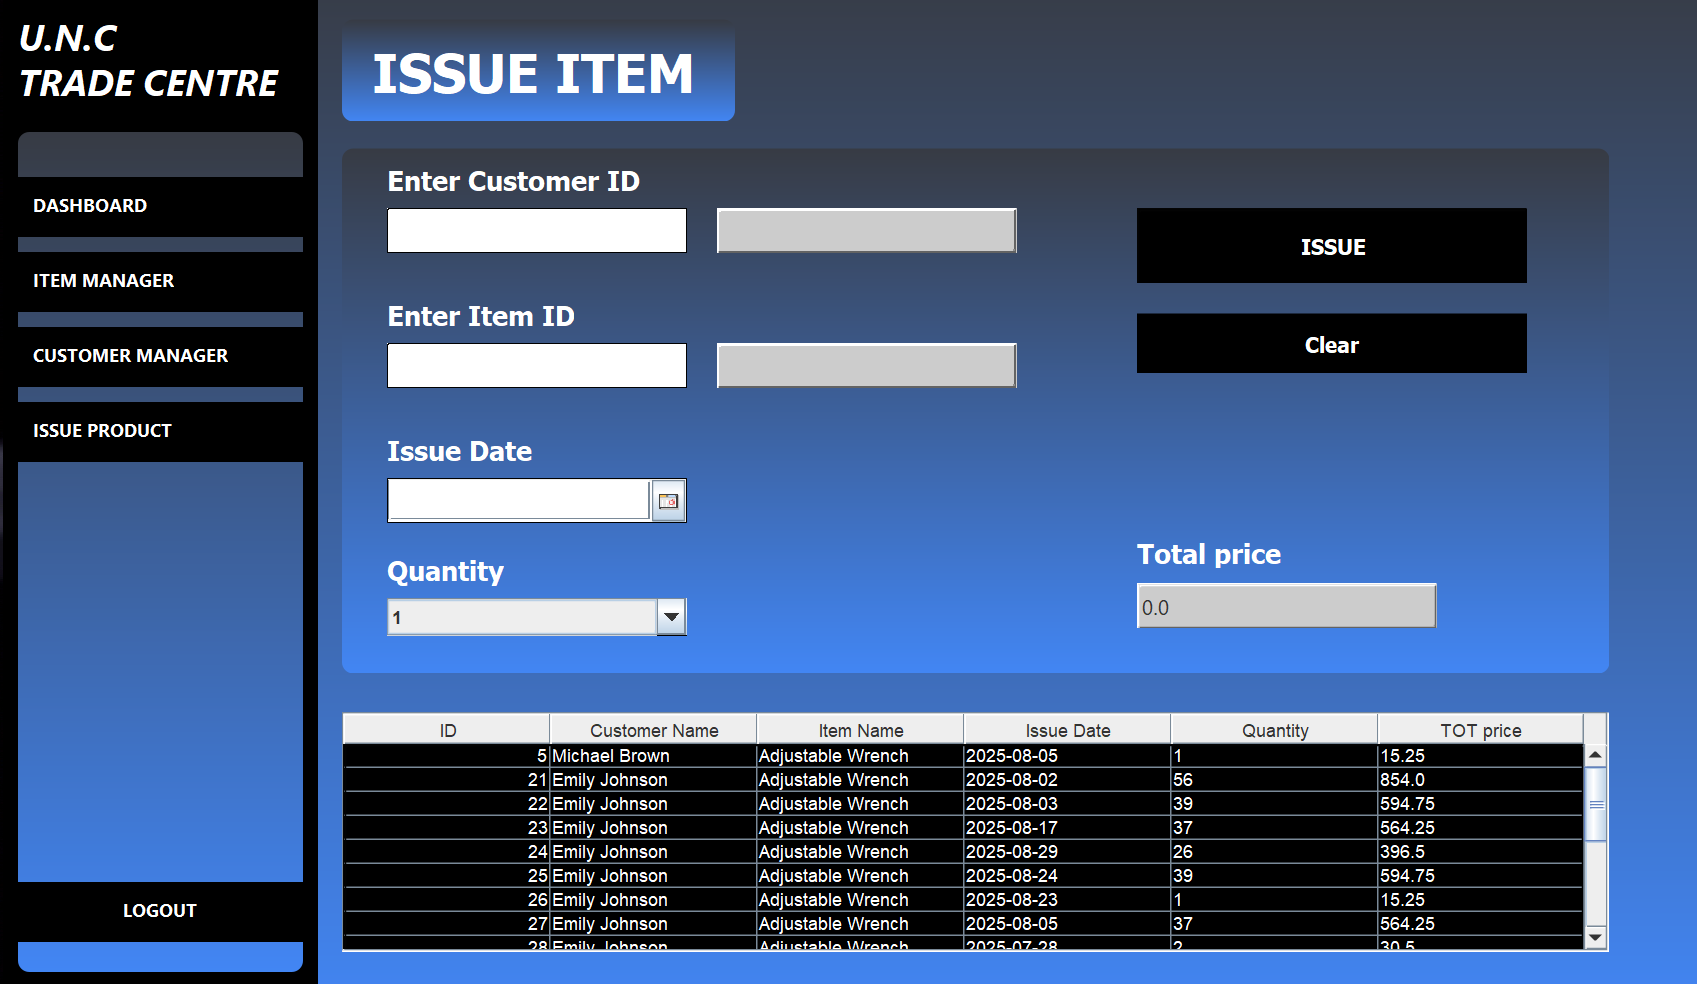 U.N.C
TRADE CENTRE
DASHBOARD
ITEM MANAGER
CUSTOMER MANAGER
ISSUE PRODUCT
LOGOUT
ISSUE ITEM
Enter Customer ID
ISSUE
Enter Item ID
Clear
Issue Date
Quantity
1
Total price
0.0
ID Customer Name Item Name Issue Date Quantity TOT price
5 Michael Brown Adjustable Wrench 2025-08-05 1 15.25
21 Emily Johnson Adjustable Wrench 2025-08-02 56 854.0
22 Emily Johnson Adjustable Wrench 2025-08-03 39 594.75
23 Emily Johnson Adjustable Wrench 2025-08-17 37 564.25
24 Emily Johnson Adjustable Wrench 2025-08-29 26 396.5
25 Emily Johnson Adjustable Wrench 2025-08-24 39 594.75
26 Emily Johnson Adjustable Wrench 2025-08-23 1 15.25
27 Emily Johnson Adjustable Wrench 2025-08-05 37 564.25
28 Emily Johnson Adjustable Wrench 2025-07-28 2 30.5